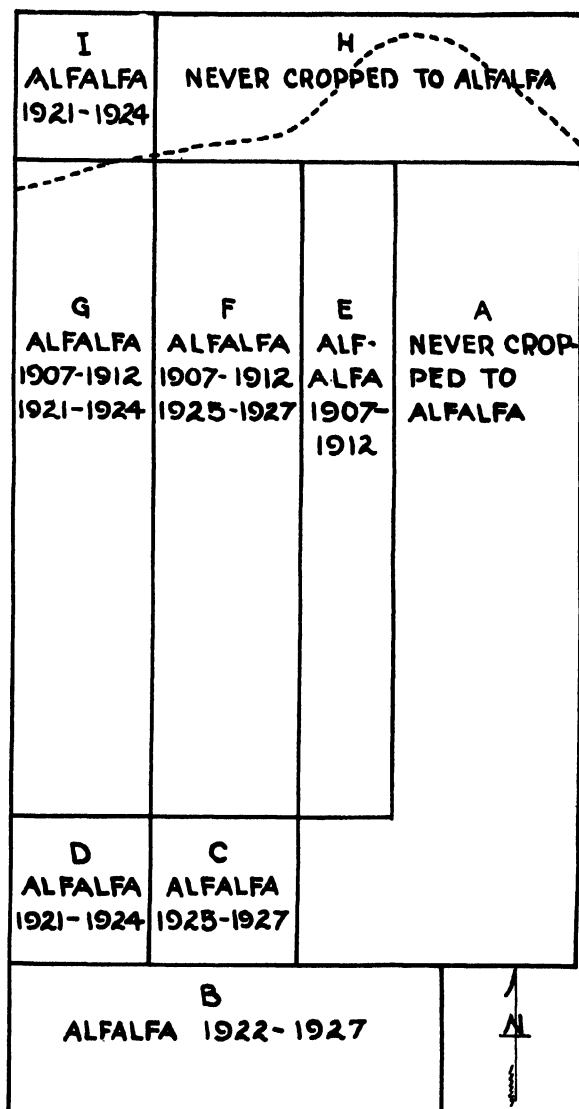 I
ALFALFA
1921-1924
H
NEVER CROPPED TO ALFALFA
G
ALFALFA
1907-1912
1921-1924
F
ALFALFA
1907-1912
1925-1927
E
ALF-
ALFA
1907-
1912
A
NEVER CROP-
PED TO
ALFALFA
D
ALFALFA
1921-1924
C
ALFALFA
1925-1927
B
ALFALFA 1922-1927
N